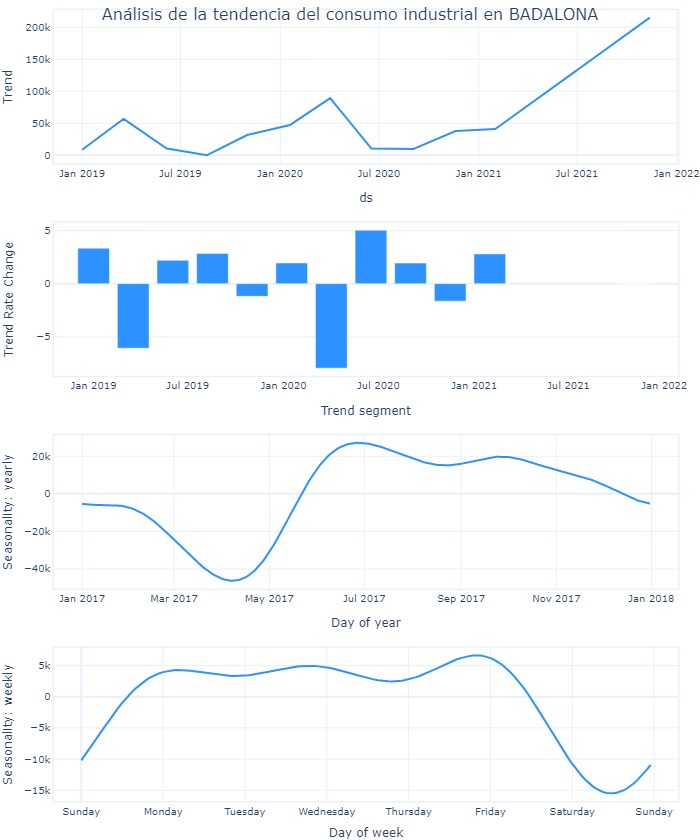 Análisis de la tendencia del consumo industrial en BADALONA
Trend
200k
150k
100k
50k
0
Jan 2019 Jul 2019 Jan 2020 Jul 2020 Jan 2021 Jul 2021 Jan 2022
ds
Trend Rate Change
5
0
−5
Jan 2019 Jul 2019 Jan 2020 Jul 2020 Jan 2021 Jul 2021 Jan 2022
Trend segment
Seasonality: yearly
20k
0
−20k
−40k
Jan 2017 Mar 2017 May 2017 Jul 2017 Sep 2017 Nov 2017 Jan 2018
Day of year
Seasonality: weekly
5k
0
−5k
−10k
−15k
Sunday Monday Tuesday Wednesday Thursday Friday Saturday Sunday
Day of week